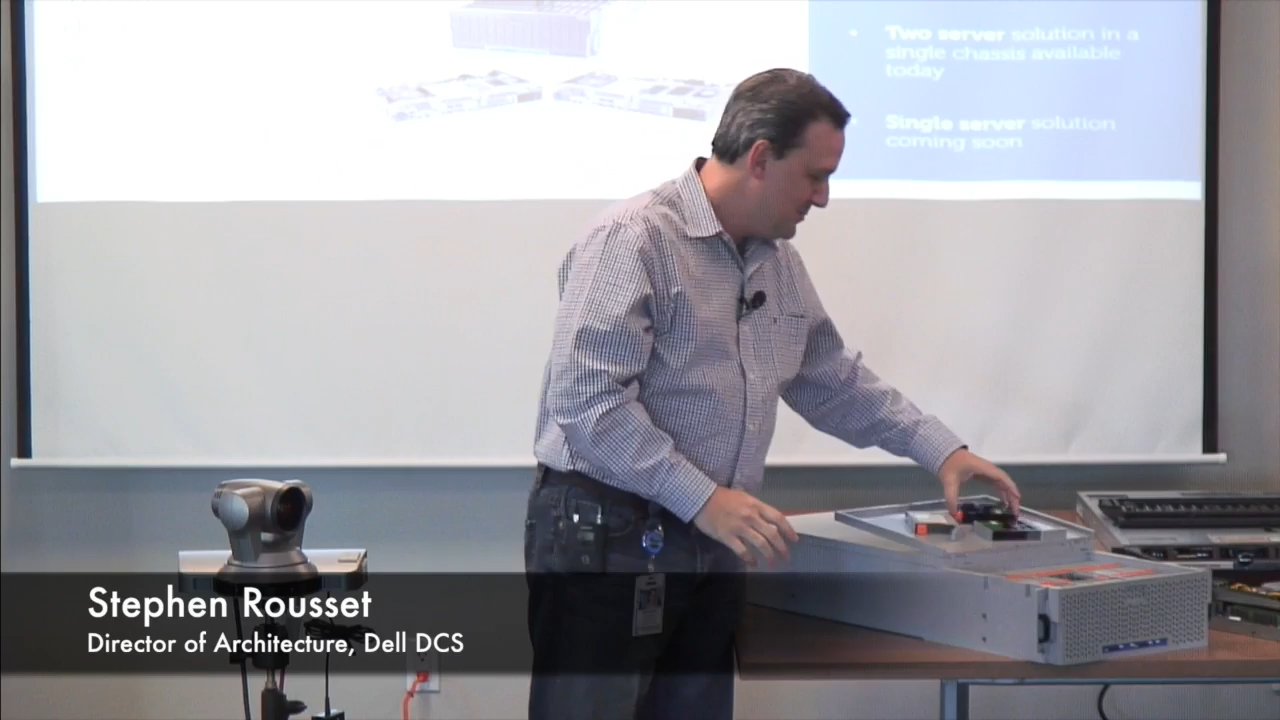 • Two server solution in a
single chassis available
today
• Single server solution
coming soon
Stephen Rousset
Director of Architecture, Dell DCS